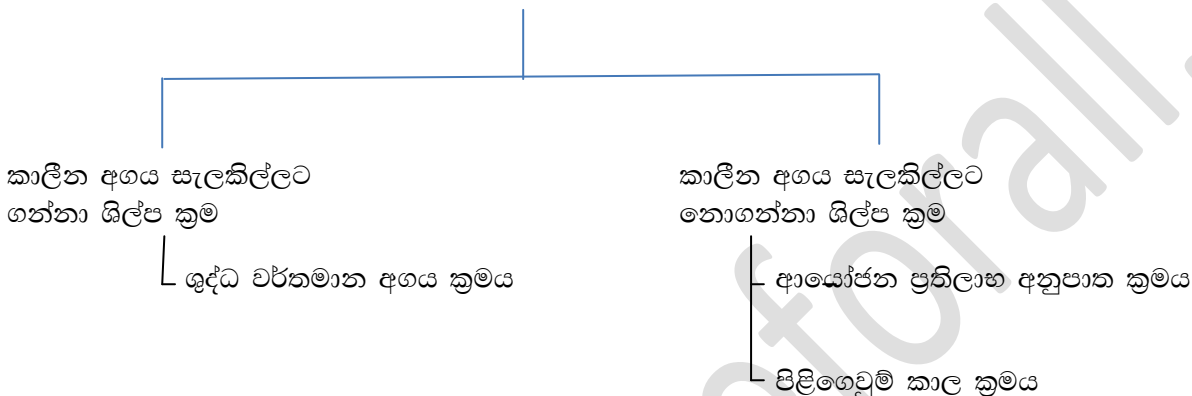 කාලීන අගය සැලකිල්ලට
ගන්නා ශිල්ප ක්‍රම
ශුද්ධ වර්තමාන අගය ක්‍රමය
කාලීන අගය සැලකිල්ලට
නොගන්නා ශිල්ප ක්‍රම
ආයෝජන ප්‍රතිලාභ අනුපාත ක්‍රමය
පිළිගෙවුම් කාල ක්‍රමය
forall.